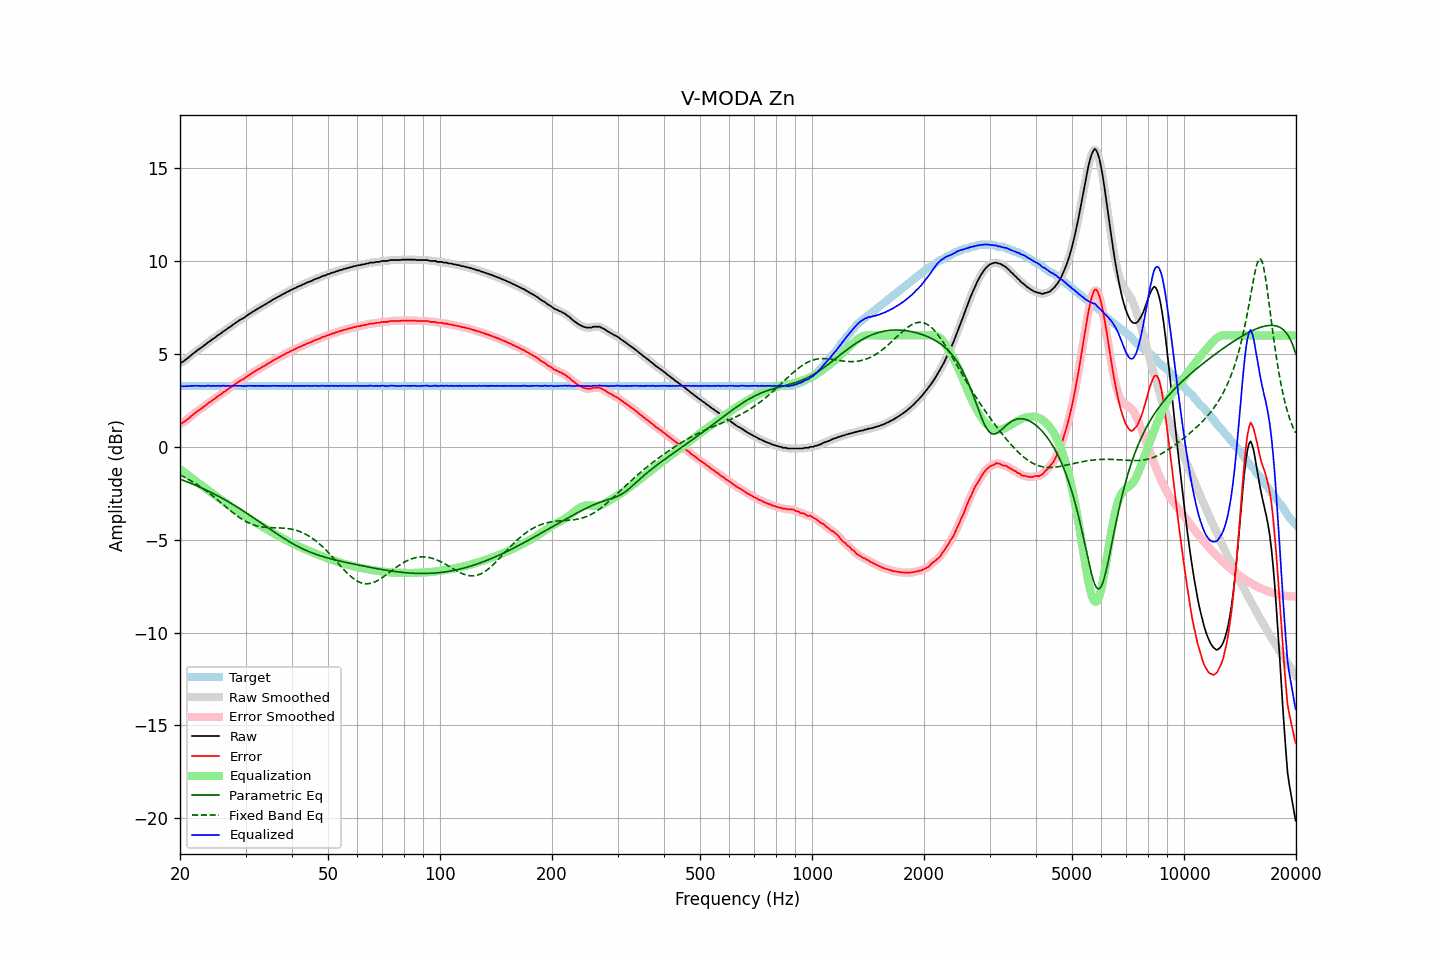 V-MODA Zn
Amplitude (dBr)
15
10
5
0
−5
−10
−15
−20
Target
Raw Smoothed
Error Smoothed
Raw
Error
Equalization
Parametric Eq
Fixed Band Eq
Equalized
20
50
100
200
500
1000
2000
5000
10000
20000
Frequency (Hz)